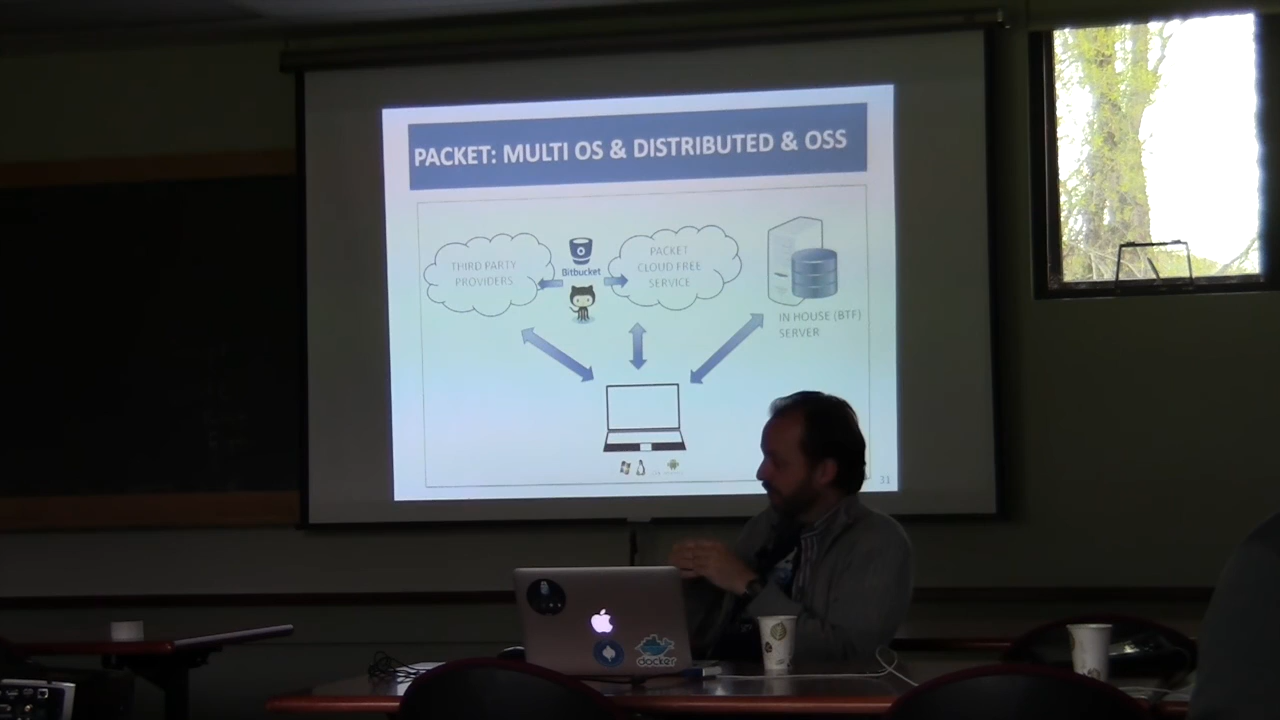 PACKET: MULTI OS & DISTRIBUTED & OSS
THIRD PARTY
PROVIDERS
Bitbucket
PACKET
CLOUD FREE
SERVICE
IN HOUSE (BTF)
SERVER
31
docker